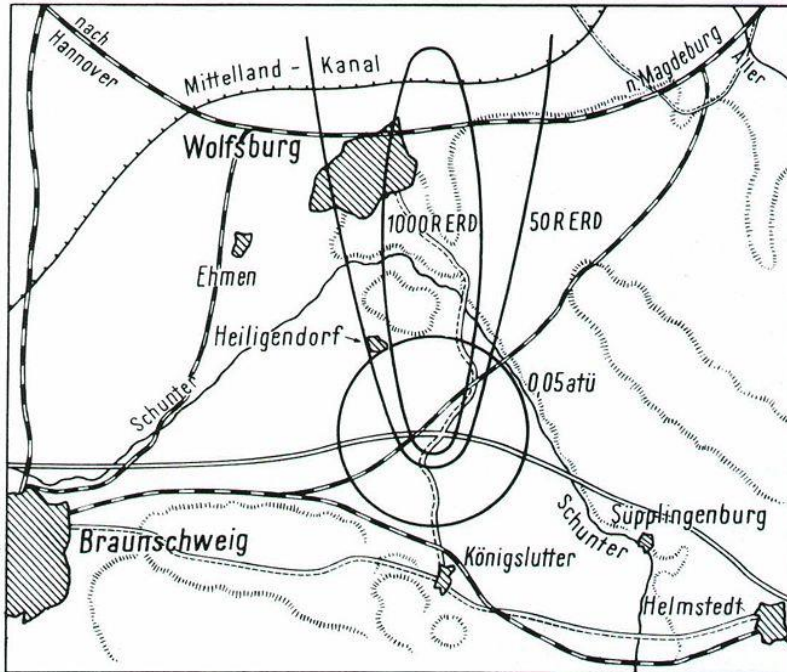 nach
Hannover
Mittelland - Kanal
n. Magdeburg
Aller
Wolfsburg
1000 R ERD
50 R ERD
Ehmen
Heiligendorf
Schunter
0,05 atü
Schunter
Süpplingenburg
Braunschweig
Königslutter
Helmstedt